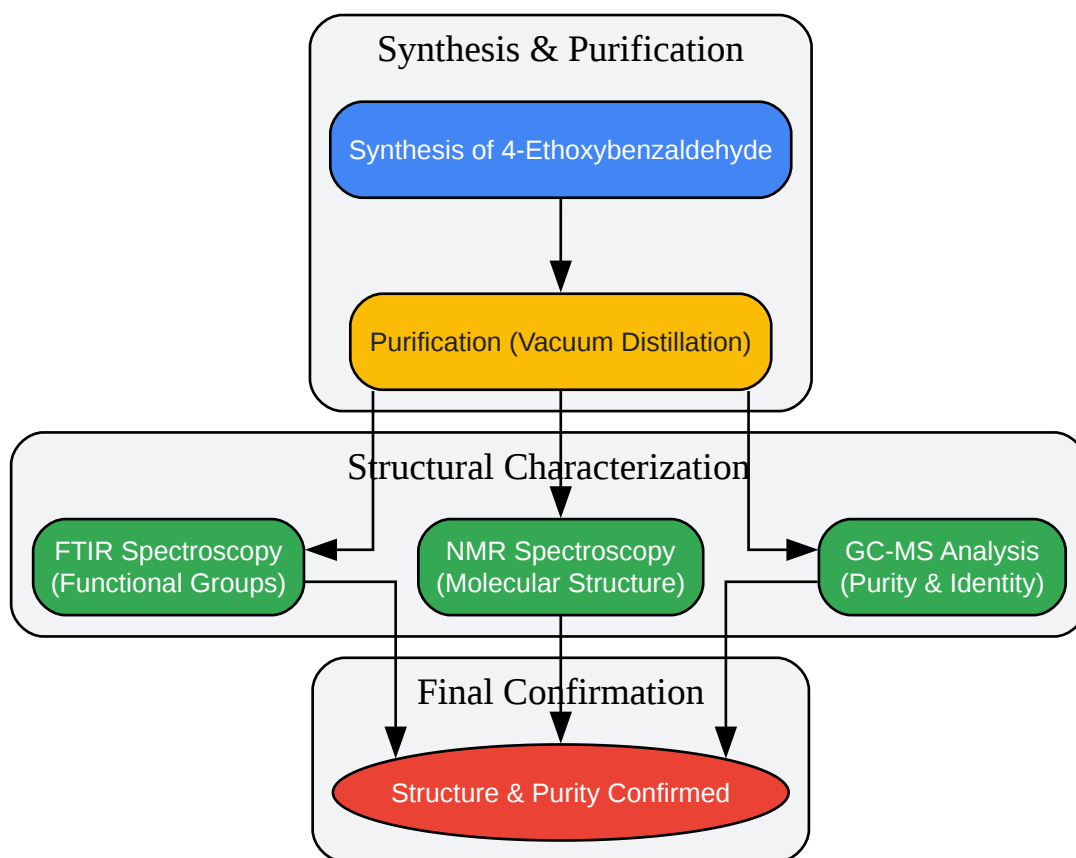 Synthesis & Purification
Synthesis of 4-Ethoxybenzaldehyde
Purification (Vacuum Distillation)
Structural Characterization
FTIR Spectroscopy
(Functional Groups)
NMR Spectroscopy
(Molecular Structure)
GC-MS Analysis
(Purity & Identity)
Final Confirmation
Structure & Purity Confirmed